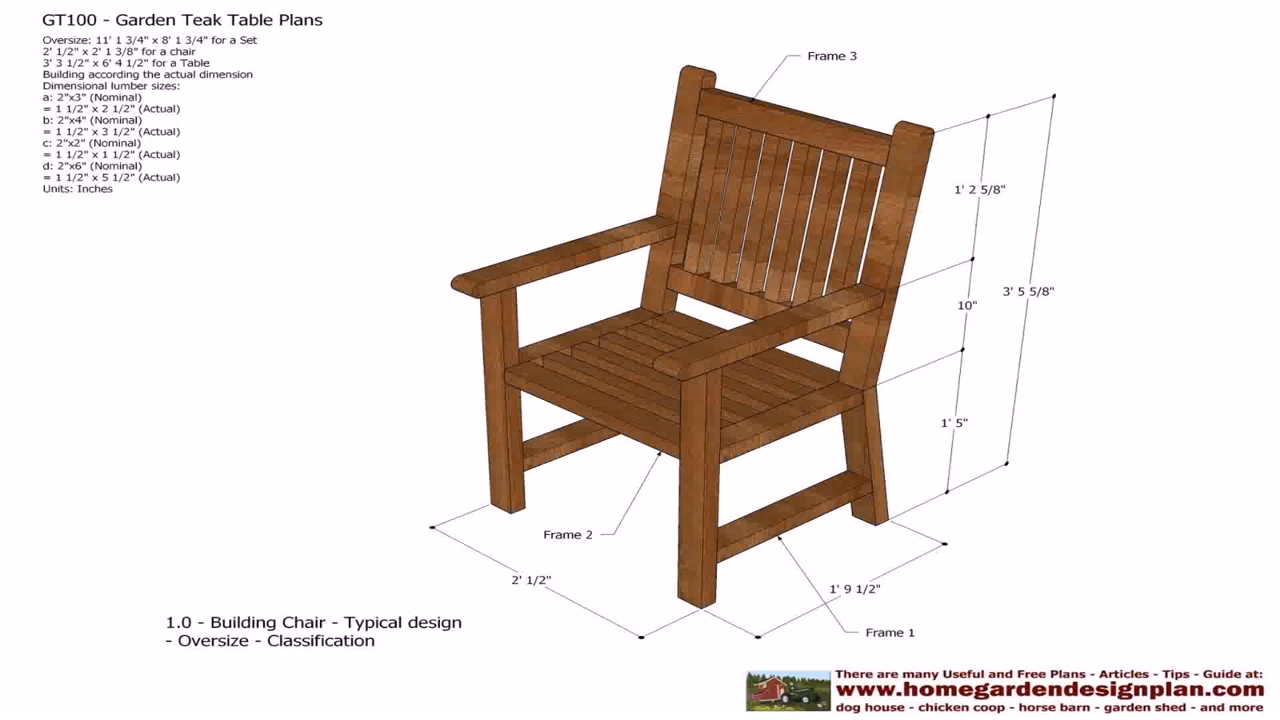 GT100 - Garden Teak Table Plans
Oversize: 11' 1 3/4" x 8' 1 3/4" for a Set
2' 1/2" x 2' 1 3/8" for a chair
3' 3 1/2" x 6' 4 1/2" for a Table
Building according the actual dimension
Dimensional lumber sizes:
a: 2"x3" (Nominal)
= 1 1/2" x 2 1/2" (Actual)
b: 2"x4" (Nominal)
= 1 1/2" x 3 1/2" (Actual)
c: 2"x2" (Nominal)
= 1 1/2" x 1 1/2" (Actual)
d: 2"x6" (Nominal)
= 1 1/2" x 5 1/2" (Actual)
Units: Inches
Frame 3
1' 2 5/8"
3' 5 5/8"
10"
1' 5"
Frame 2
2' 1/2"
1' 9 1/2"
Frame 1
1.0 - Building Chair - Typical design
- Oversize - Classification
There are many Useful and Free Plans - Articles - Tips - Guide at:
www.homegardendesignplan.com
dog house - chicken coop - horse barn - garden shed - and more